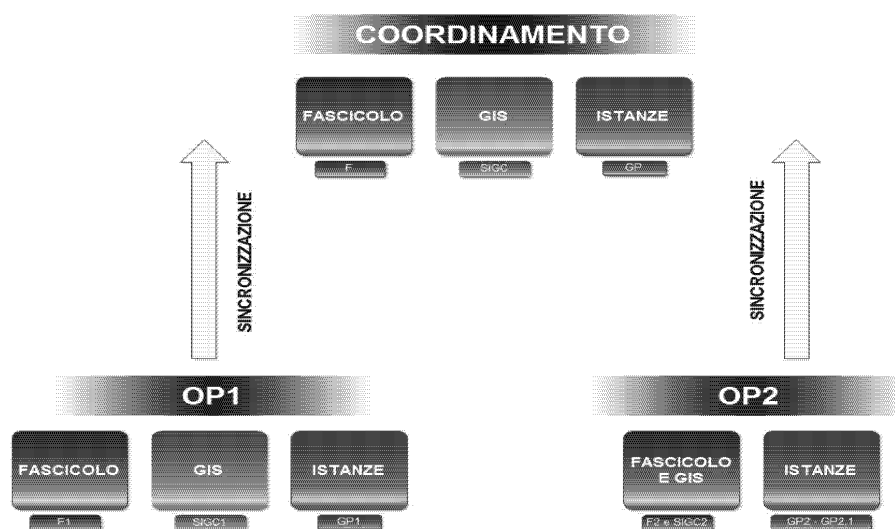 COORDINAMENTO
FASCICOLO GIS ISTANZE
F SIGC GP
SINCRONIZZAZIONE SINCRONIZZAZIONE
OP1 OP2
FASCICOLO GIS ISTANZE FASCICOLO
E GIS ISTANZE
F1 SIGC1 GP1 F2 e SIGC2 GP2 - GP2.1